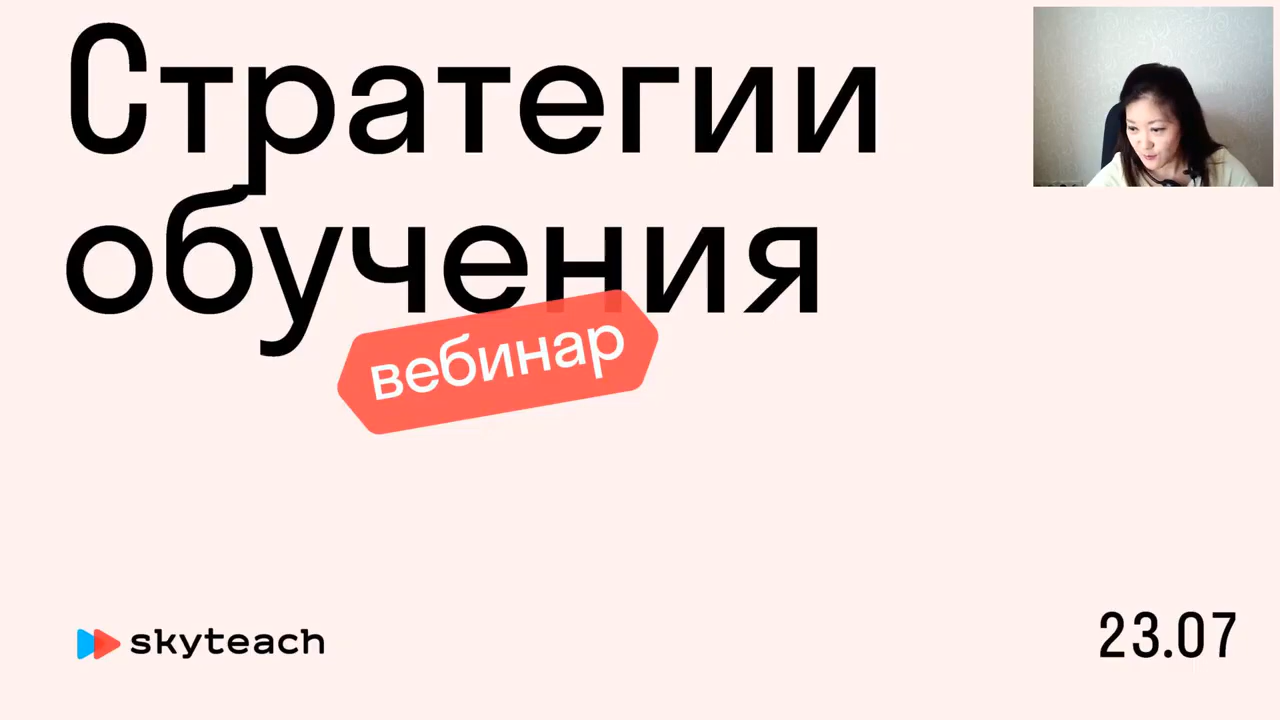 Стратегии
обучения
вебинар
skyteach
23.07